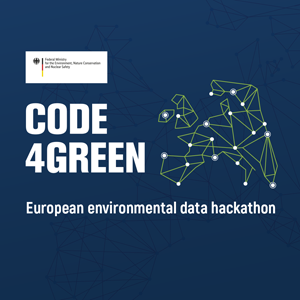 Federal Ministry
for the Environment, Nature Conservation
and Nuclear Safety
CODE
4GREEN
European environmental data hackathon